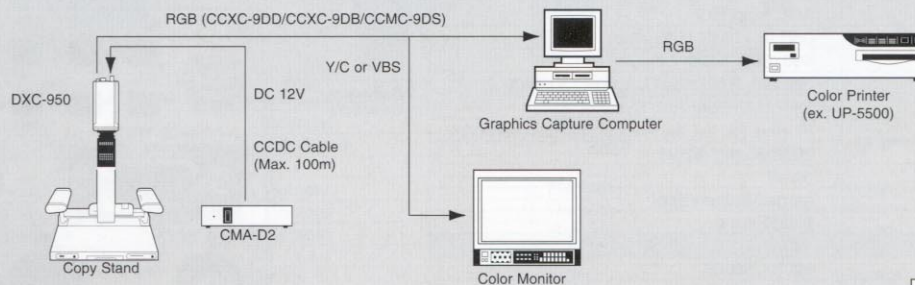 RGB (CCXC-9DD/CCXC-9DB/CCMC-9DS)
RGB
Y/C or VBS
DXC-950
DC 12V
Graphics Capture Computer
Color Printer
(ex. UP-5500)
CCDC Cable
(Max. 100m)
CMA-D2
Copy Stand
Color Monitor